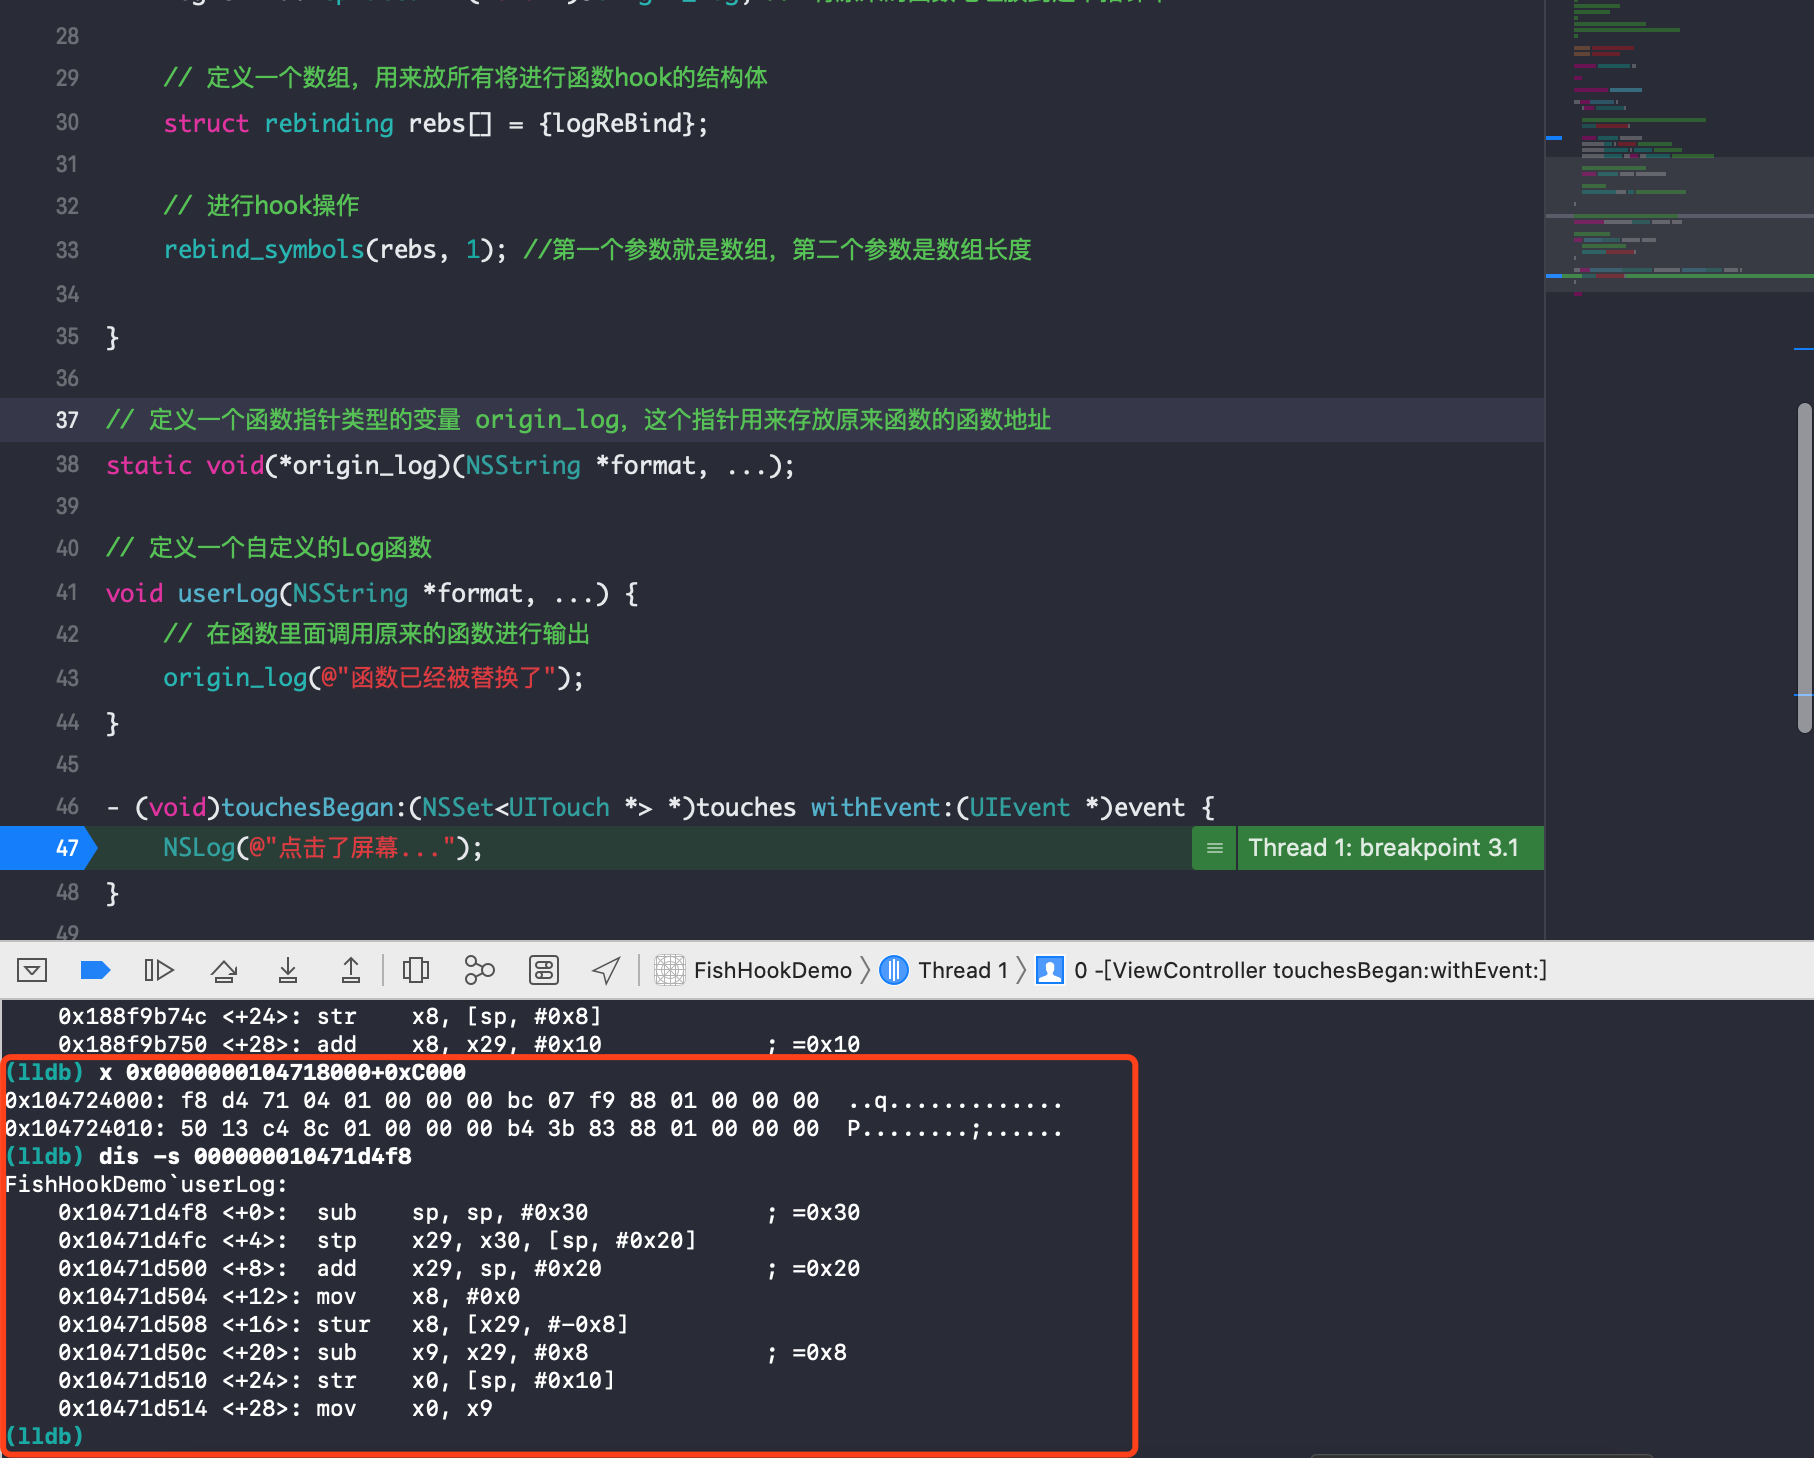 28
29 // 定义一个数组，用来放所有将进行函数hook的结构体
30 struct rebinding rebs[] = {logReBind};
31
32 // 进行hook操作
33 rebind_symbols(rebs, 1); //第一个参数就是数组，第二个参数是数组长度
34
35 }
36
37 // 定义一个函数指针类型的变量 origin_log，这个指针用来存放原来函数的函数地址
38 static void(*origin_log)(NSString *format, ...);
39
40 // 定义一个自定义的Log函数
41 void userLog(NSString *format, ...) {
42 // 在函数里面调用原来的函数进行输出
43 origin_log(@"函数已经被替换了");
44 }
45
46 - (void)touchesBegan:(NSSet<UITouch *> *)touches withEvent:(UIEvent *)event {
47 NSLog(@"点击了屏幕..."); Thread 1: breakpoint 3.1
48 }
49
FishHookDemo Thread 1 0 -[ViewController touchesBegan:withEvent:]
0x188f9b74c <+24>: str x8, [sp, #0x8]
0x188f9b750 <+28>: add x8, x29, #0x10 ; =0x10
(lldb) x 0x0000000104718000+0xC000
0x104724000: f8 d4 71 04 01 00 00 00 bc 07 f9 88 01 00 00 00 ..q.............
0x104724010: 50 13 c4 8c 01 00 00 00 b4 3b 83 88 01 00 00 00 P........;......
(lldb) dis -s 000000010471d4f8
FishHookDemo`userLog:
0x10471d4f8 <+0>: sub sp, sp, #0x30 ; =0x30
0x10471d4fc <+4>: stp x29, x30, [sp, #0x20]
0x10471d500 <+8>: add x29, sp, #0x20 ; =0x20
0x10471d504 <+12>: mov x8, #0x0
0x10471d508 <+16>: stur x8, [x29, #-0x8]
0x10471d50c <+20>: sub x9, x29, #0x8 ; =0x8
0x10471d510 <+24>: str x0, [sp, #0x10]
0x10471d514 <+28>: mov x0, x9
(lldb)